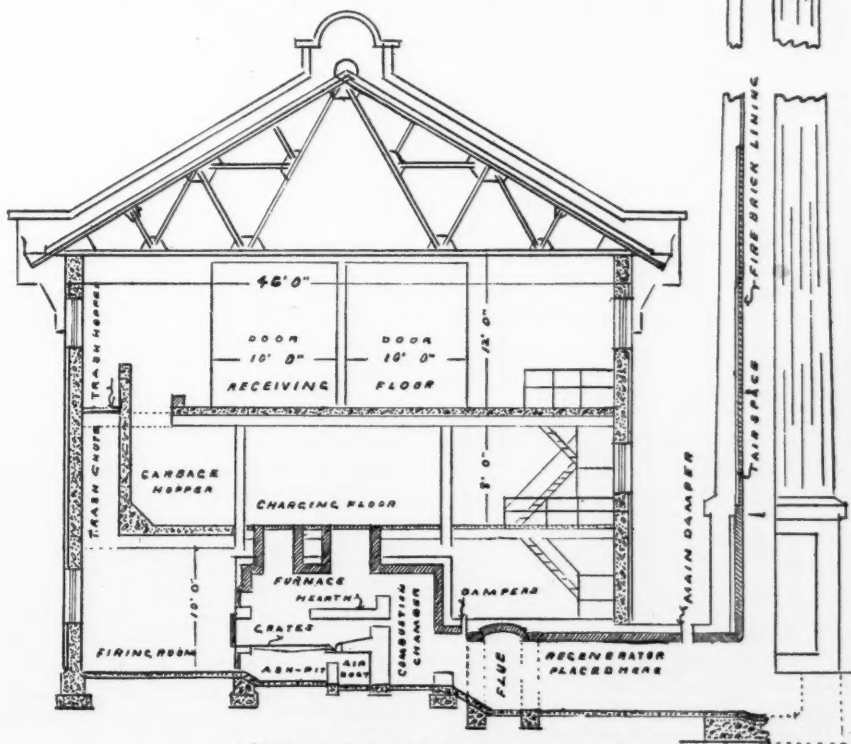 46' 0"
DOOR
10' 0"
DOOR
10' 0"
RECEIVING FLOOR
12' 0"
TRASH HOPPER
TRASH CHUTE
GARBAGE
HOPPER
CHARGING FLOOR
8' 0"
10' 0"
FIRING ROOM
FURNACE
HEARTH
GRATES
ASH-PIT
AIR
COMBUSTION
CHAMBER
DAMPERS
FLUE
REGENERATOR
PLACED HERE
MAIN DAMPER
FIRE BRICK LINING
AIR SPACE